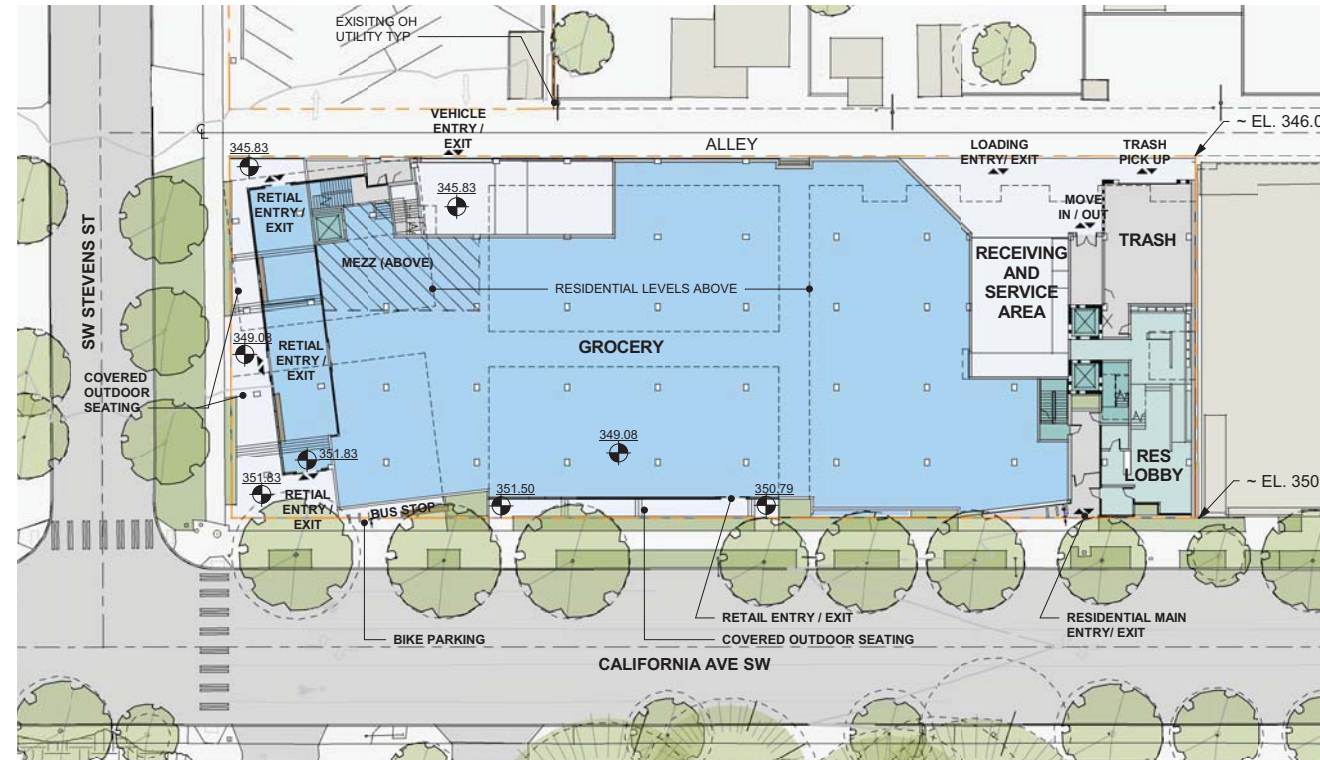 EXISITNG OH
UTILITY TYP
VEHICLE
ENTRY /
EXIT
ALLEY
LOADING
ENTRY/ EXIT
TRASH
PICK UP
~ EL. 346.0
345.83
345.83
RETIAL
ENTRY /
EXIT
MOVE
IN / OUT
TRASH
MEZZ (ABOVE)
RECEIVING
AND
SERVICE
AREA
RESIDENTIAL LEVELS ABOVE
SW STEVENS ST
349.08
RETIAL
ENTRY /
EXIT
GROCERY
COVERED
OUTDOOR
SEATING
349.08
351.83
351.83
RETIAL
ENTRY /
EXIT
BUS STOP
351.50
350.79
RES
LOBBY
~ EL. 350
BIKE PARKING
RETAIL ENTRY / EXIT
COVERED OUTDOOR SEATING
RESIDENTIAL MAIN
ENTRY/ EXIT
CALIFORNIA AVE SW